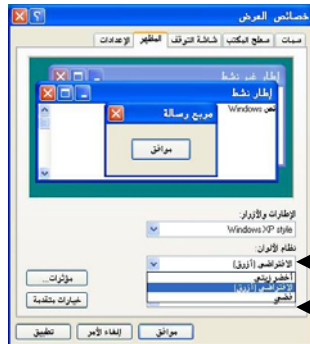 خصائص العرض
سمات سطح المكتب شاشة التوقف المظهر الإعدادات
إطار غير نشط
إطار نشط
نص Windows
مربع رسالة
موافق
الإطارات والأزرار:
Windows XP style
نظام الألوان:
الافتراضي (أزرق)
أخضر زيتي
الافتراضي (أزرق)
فضي
مؤثرات...
خيارات متقدمة
موافق إلغاء الأمر تطبيق